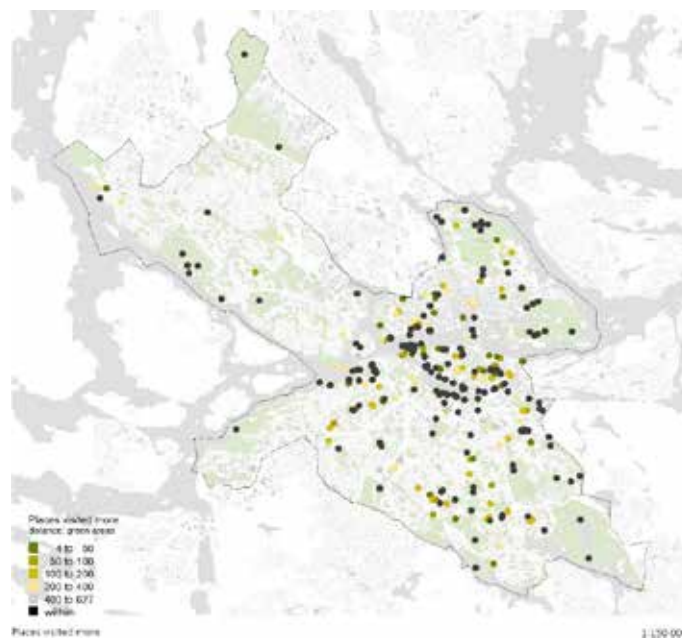 Places visited more
distance: green areas
4 to 50
50 to 100
100 to 200
200 to 400
400 to 627
within
Places visited more